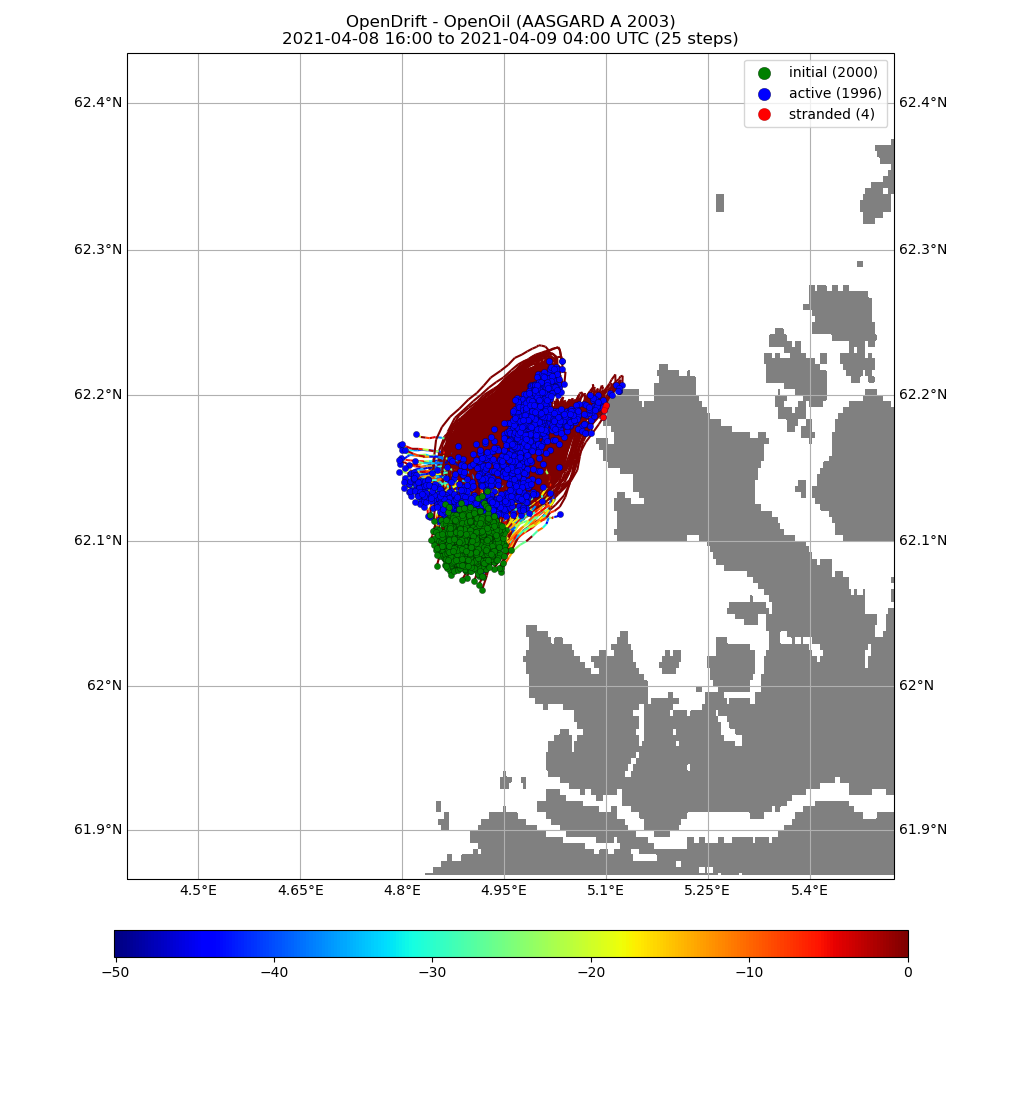 OpenDrift - OpenOil (AASGARD A 2003)
2021-04-08 16:00 to 2021-04-09 04:00 UTC (25 steps)
initial (2000)
active (1996)
stranded (4)
62.4°N 62.4°N
62.3°N 62.3°N
62.2°N 62.2°N
62.1°N 62.1°N
62°N 62°N
61.9°N 61.9°N
4.5°E 4.65°E 4.8°E 4.95°E 5.1°E 5.25°E 5.4°E
−50 −40 −30 −20 −10 0